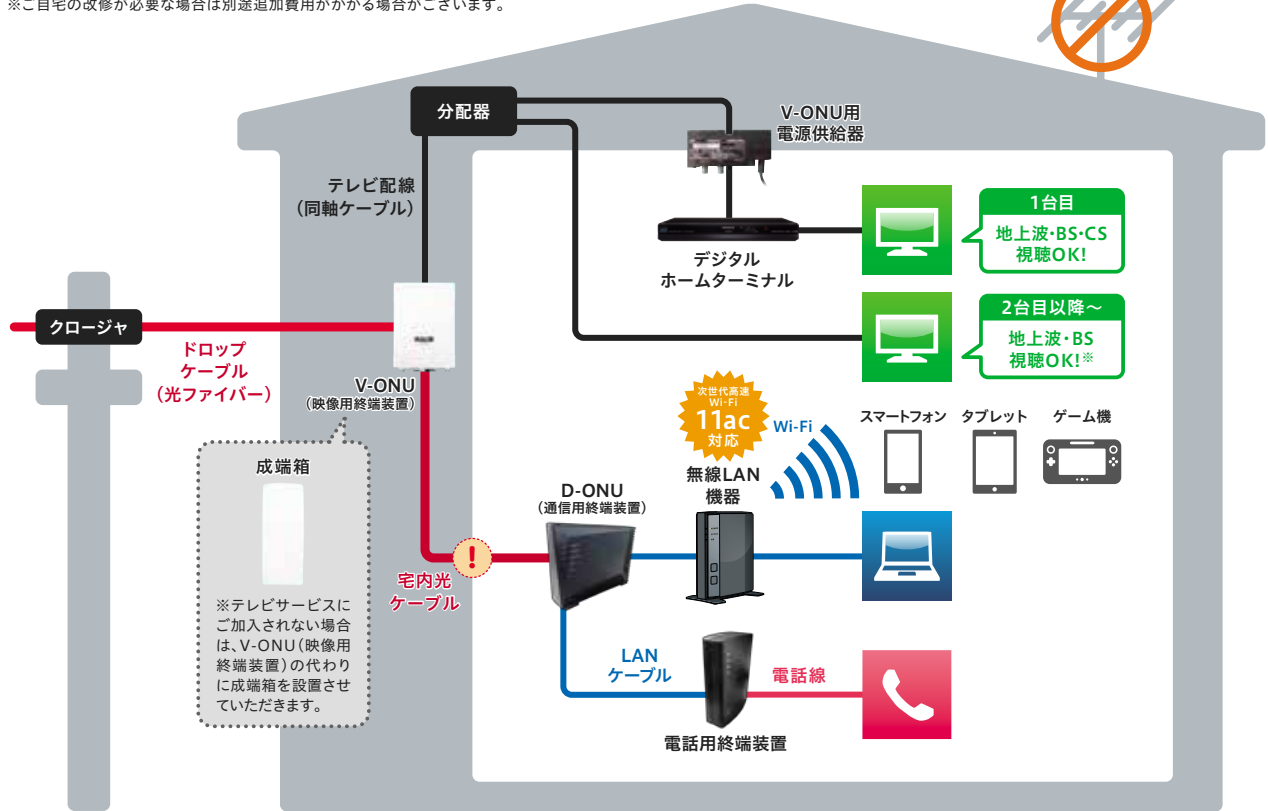 ※ご自宅の改修が必要な場合は別途追加費用がかかる場合がございます。
分配器
V-ONU用
電源供給器
テレビ配線
（同軸ケーブル）
1台目
地上波・BS・CS
視聴OK!
デジタル
ホームターミナル
クロージャ
2台目以降～
地上波・BS
視聴OK!※
ドロップ
ケーブル
（光ファイバー）
V-ONU
（映像用終端装置）
次世代高速
Wi-Fi
11ac
対応
Wi-Fi
スマートフォン
タブレット
ゲーム機
成端箱
無線LAN
機器
D-ONU
（通信用終端装置）
!
宅内光
ケーブル
※テレビサービスに
ご加入されない場合
は、V-ONU（映像用
終端装置）の代わり
に成端箱を設置させ
ていただきます。
LAN
ケーブル
電話線
電話用終端装置